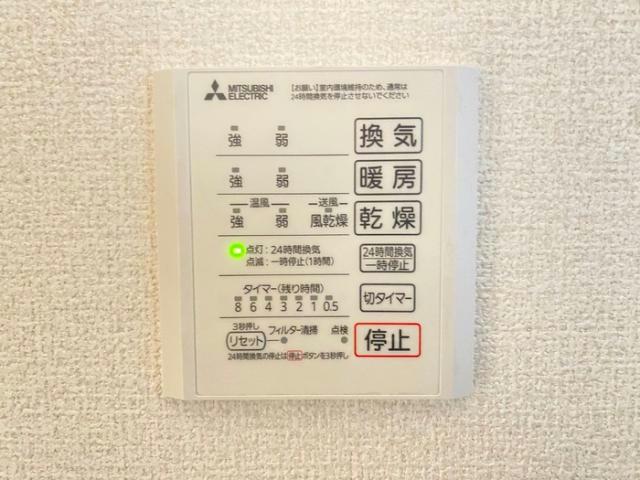 MITSUBISHI
ELECTRIC
【お願い】室内環境維持のため、通常は
24時間換気を停止させないでください
強 弱 換気
強 弱 暖房
温風 送風
強 弱 風乾燥 乾燥
点灯:24時間換気
点滅:一時停止(1時間)
24時間換気
一時停止
タイマー(残り時間)
8 6 4 3 2 1 0.5
切タイマー
3秒押し
リセット フィルター清掃 点検
停止
24時間換気の停止は停止ボタンを3秒押し